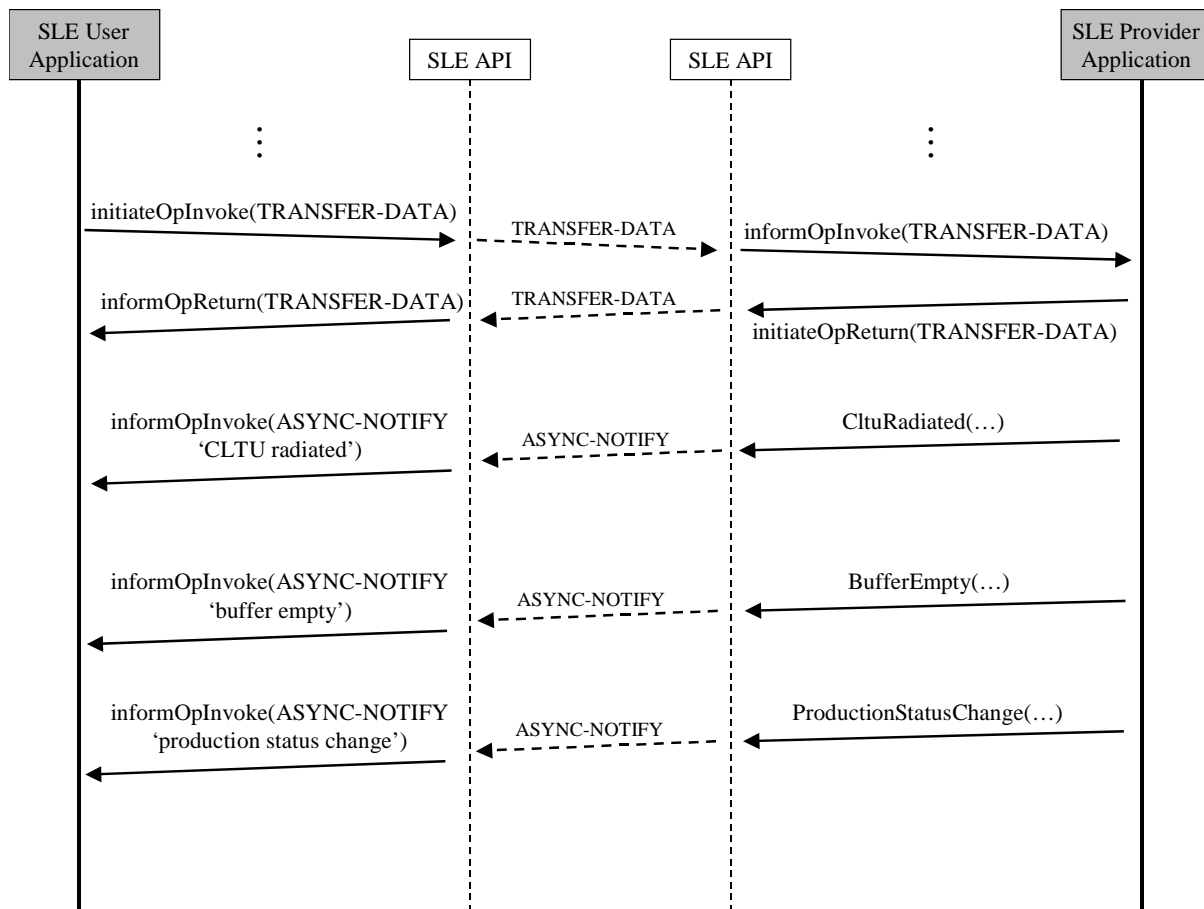 SLE User
Application
SLE API
SLE API
SLE Provider
Application
initiateOpInvoke(TRANSFER-DATA)
TRANSFER-DATA
informOpInvoke(TRANSFER-DATA)
informOpReturn(TRANSFER-DATA)
TRANSFER-DATA
initiateOpReturn(TRANSFER-DATA)
informOpInvoke(ASYNC-NOTIFY
‘CLTU radiated’)
ASYNC-NOTIFY
CltuRadiated(…)
informOpInvoke(ASYNC-NOTIFY
‘buffer empty’)
ASYNC-NOTIFY
BufferEmpty(…)
informOpInvoke(ASYNC-NOTIFY
‘production status change’)
ASYNC-NOTIFY
ProductionStatusChange(…)